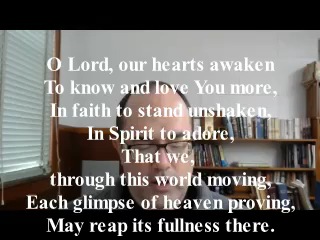 O Lord, our hearts awaken
To know and love You more,
In faith to stand unshaken,
In Spirit to adore,
That we,
through this world moving,
Each glimpse of heaven proving,
May reap its fullness there.